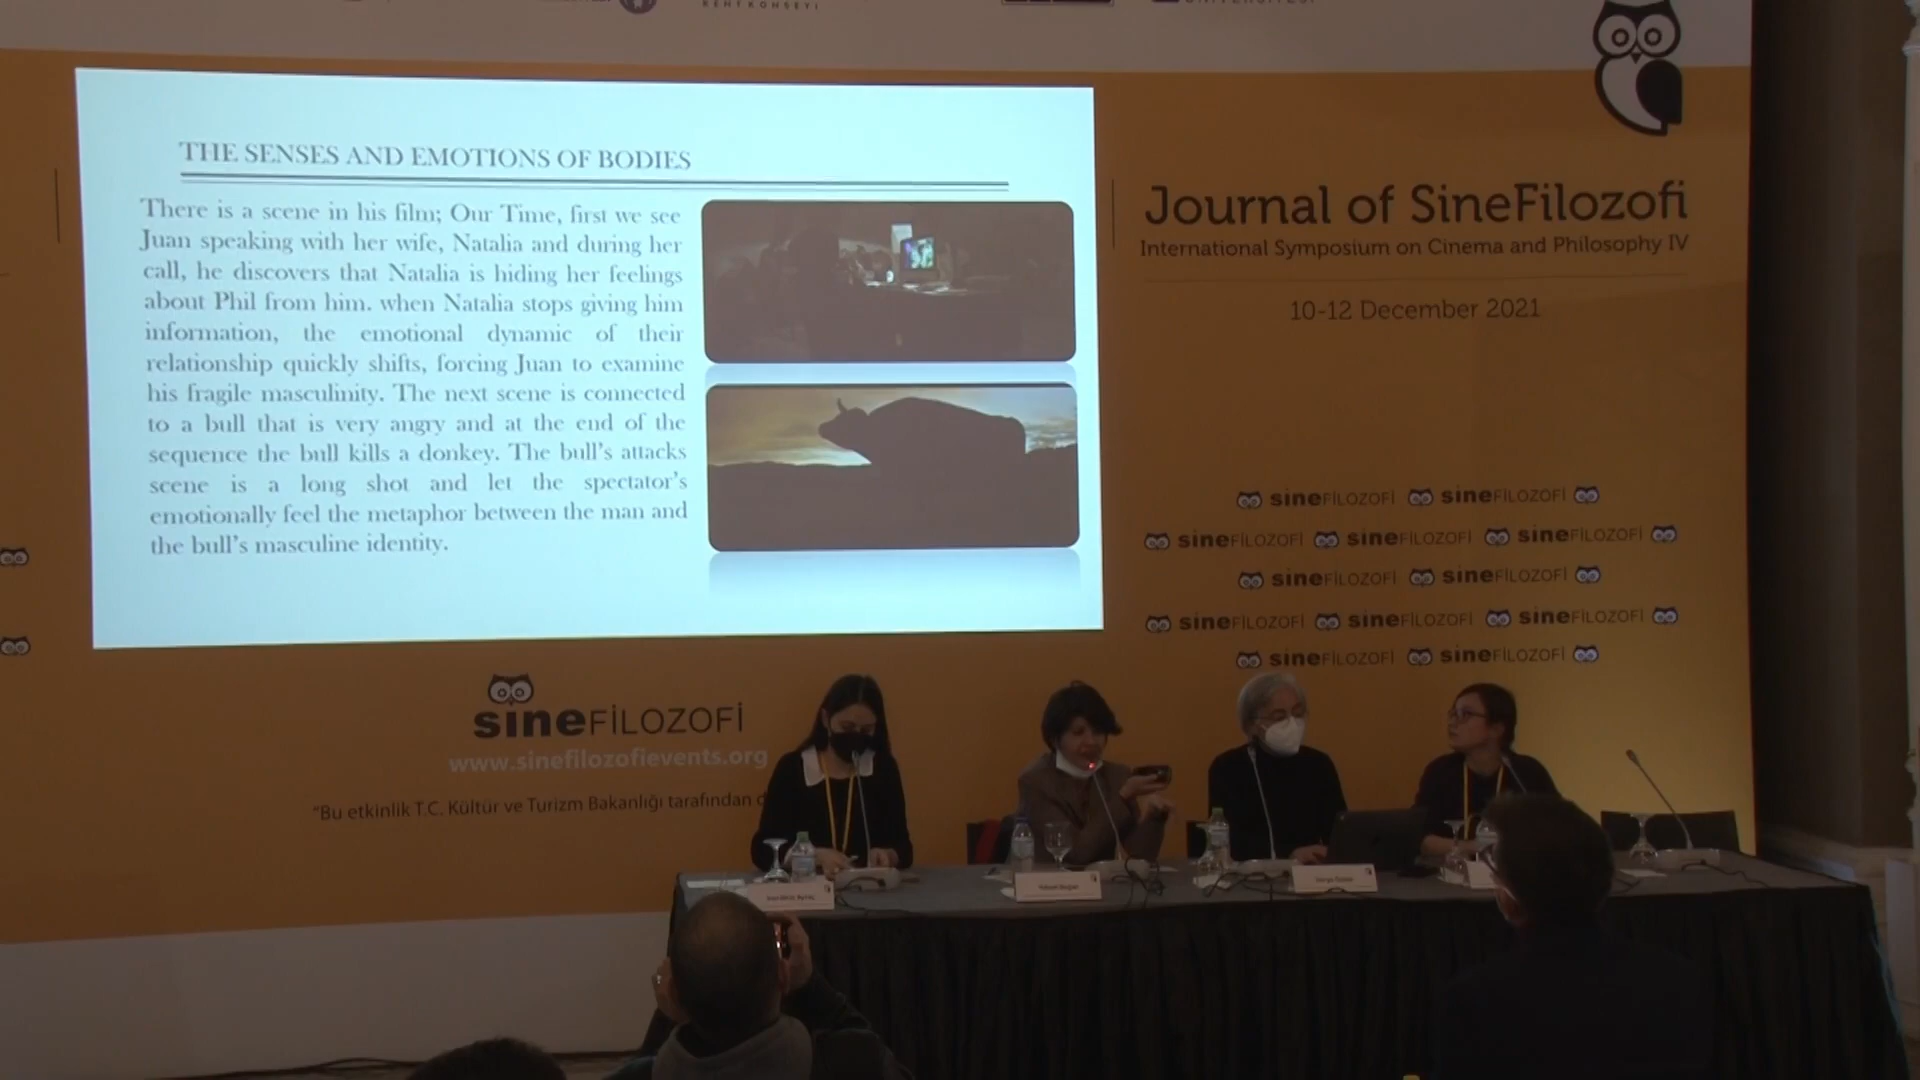 KENT KONSEYİ
ÜNİVERSİTESİ
THE SENSES AND EMOTIONS OF BODIES
There is a scene in his film; Our Time, first we see
Juan speaking with her wife, Natalia and during her
call, he discovers that Natalia is hiding her feelings
about Phil from him. when Natalia stops giving him
information, the emotional dynamic of their
relationship quickly shifts, forcing Juan to examine
his fragile masculinity. The next scene is connected
to a bull that is very angry and at the end of the
sequence the bull kills a donkey. The bull's attacks
scene is a long shot and let the spectator's
emotionally feel the metaphor between the man and
the bull's masculine identity.
Journal of SineFilozofi
International Symposium on Cinema and Philosophy IV
10-12 December 2021
sineFİLOZOFİ sineFİLOZOFİ
sineFİLOZOFİ sineFİLOZOFİ sineFİLOZOFİ
sineFİLOZOFİ sineFİLOZOFİ
sineFİLOZOFİ sineFİLOZOFİ sineFİLOZOFİ
sineFİLOZOFİ sineFİLOZOFİ
sineFİLOZOFİ
www.sinefilozofievents.org
"Bu etkinlik T.C. Kültür ve Turizm Bakanlığı tarafından d